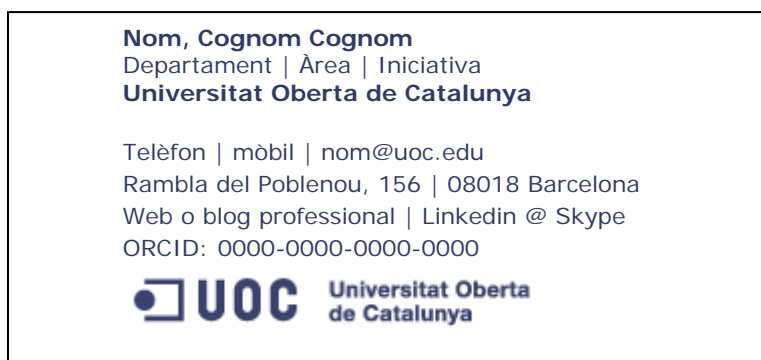 Nom, Cognom Cognom
Departament | Àrea | Iniciativa
Universitat Oberta de Catalunya
Telèfon | mòbil | nom@uoc.edu
Rambla del Poblenou, 156 | 08018 Barcelona
Web o blog professional | Linkedin @ Skype
ORCID: 0000-0000-0000-0000
UOC Universitat Oberta
de Catalunya